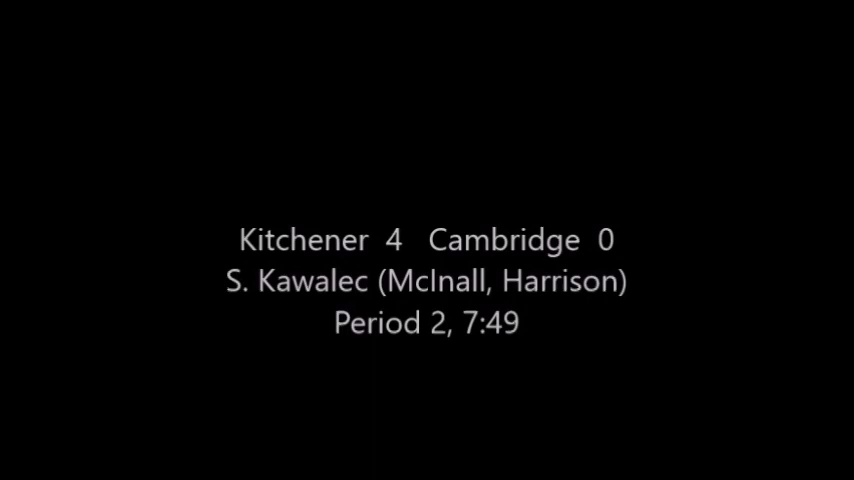 Kitchener 4 Cambridge 0
S. Kawalec (McInall, Harrison)
Period 2, 7:49